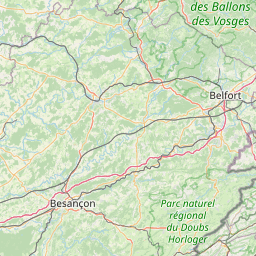 des Ballons
des Vosges
Belfort
Besançon
Parc naturel
régional
du Doubs
Horloger